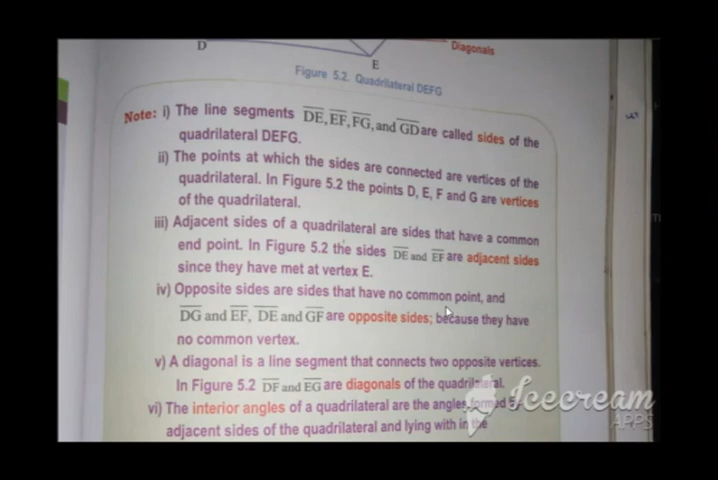 D
E
Diagonals
Figure 5.2. Quadrilateral DEFG
Note: i) The line segments DE, EF, FG, and GD are called sides of the
quadrilateral DEFG.
ii) The points at which the sides are connected are vertices of the
quadrilateral. In Figure 5.2 the points D, E, F and G are vertices
of the quadrilateral.
iii) Adjacent sides of a quadrilateral are sides that have a common
end point. In Figure 5.2 the sides DE and EF are adjacent sides
since they have met at vertex E.
iv) Opposite sides are sides that have no common point, and
DG and EF, DE and GF are opposite sides; because they have
no common vertex.
v) A diagonal is a line segment that connects two opposite vertices.
In Figure 5.2 DF and EG are diagonals of the quadrilateral.
vi) The interior angles of a quadrilateral are the angles formed
adjacent sides of the quadrilateral and lying with in the
Icecream
APPS